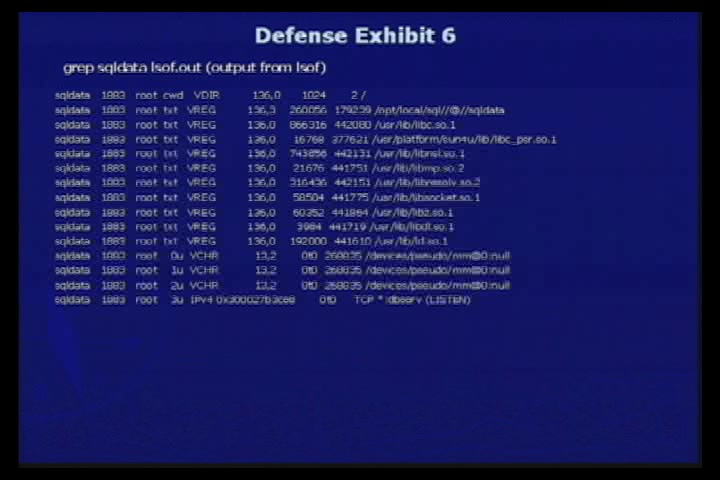 Defense Exhibit 6
grep sqldata lsof.out (output from lsof)
sqldata 1883 root cwd VDIR 136,0 1024 2 /
sqldata 1883 root txt VREG 136,3 260056 179239 /opt/local/sql//@//sqldata
sqldata 1883 root txt VREG 136,0 866316 442080 /usr/lib/libc.so.1
sqldata 1883 root txt VREG 136,0 16768 377621 /usr/platform/sun4u/lib/libc_psr.so.1
sqldata 1883 root txt VREG 136,0 743856 442131 /usr/lib/libnsl.so.1
sqldata 1883 root txt VREG 136,0 21676 441751 /usr/lib/libmp.so.2
sqldata 1883 root txt VREG 136,0 316436 442151 /usr/lib/libresolv.so.2
sqldata 1883 root txt VREG 136,0 58504 441775 /usr/lib/libsocket.so.1
sqldata 1883 root txt VREG 136,0 60352 441864 /usr/lib/libz.so.1
sqldata 1883 root txt VREG 136,0 3984 441719 /usr/lib/libdl.so.1
sqldata 1883 root txt VREG 136,0 192000 441610 /usr/lib/ld.so.1
sqldata 1883 root 0u VCHR 13,2 0t0 268835 /devices/pseudo/mm@0:null
sqldata 1883 root 1u VCHR 13,2 0t0 268835 /devices/pseudo/mm@0:null
sqldata 1883 root 2u VCHR 13,2 0t0 268835 /devices/pseudo/mm@0:null
sqldata 1883 root 3u IPv4 0t0 TCP *:dbserv (LISTEN)